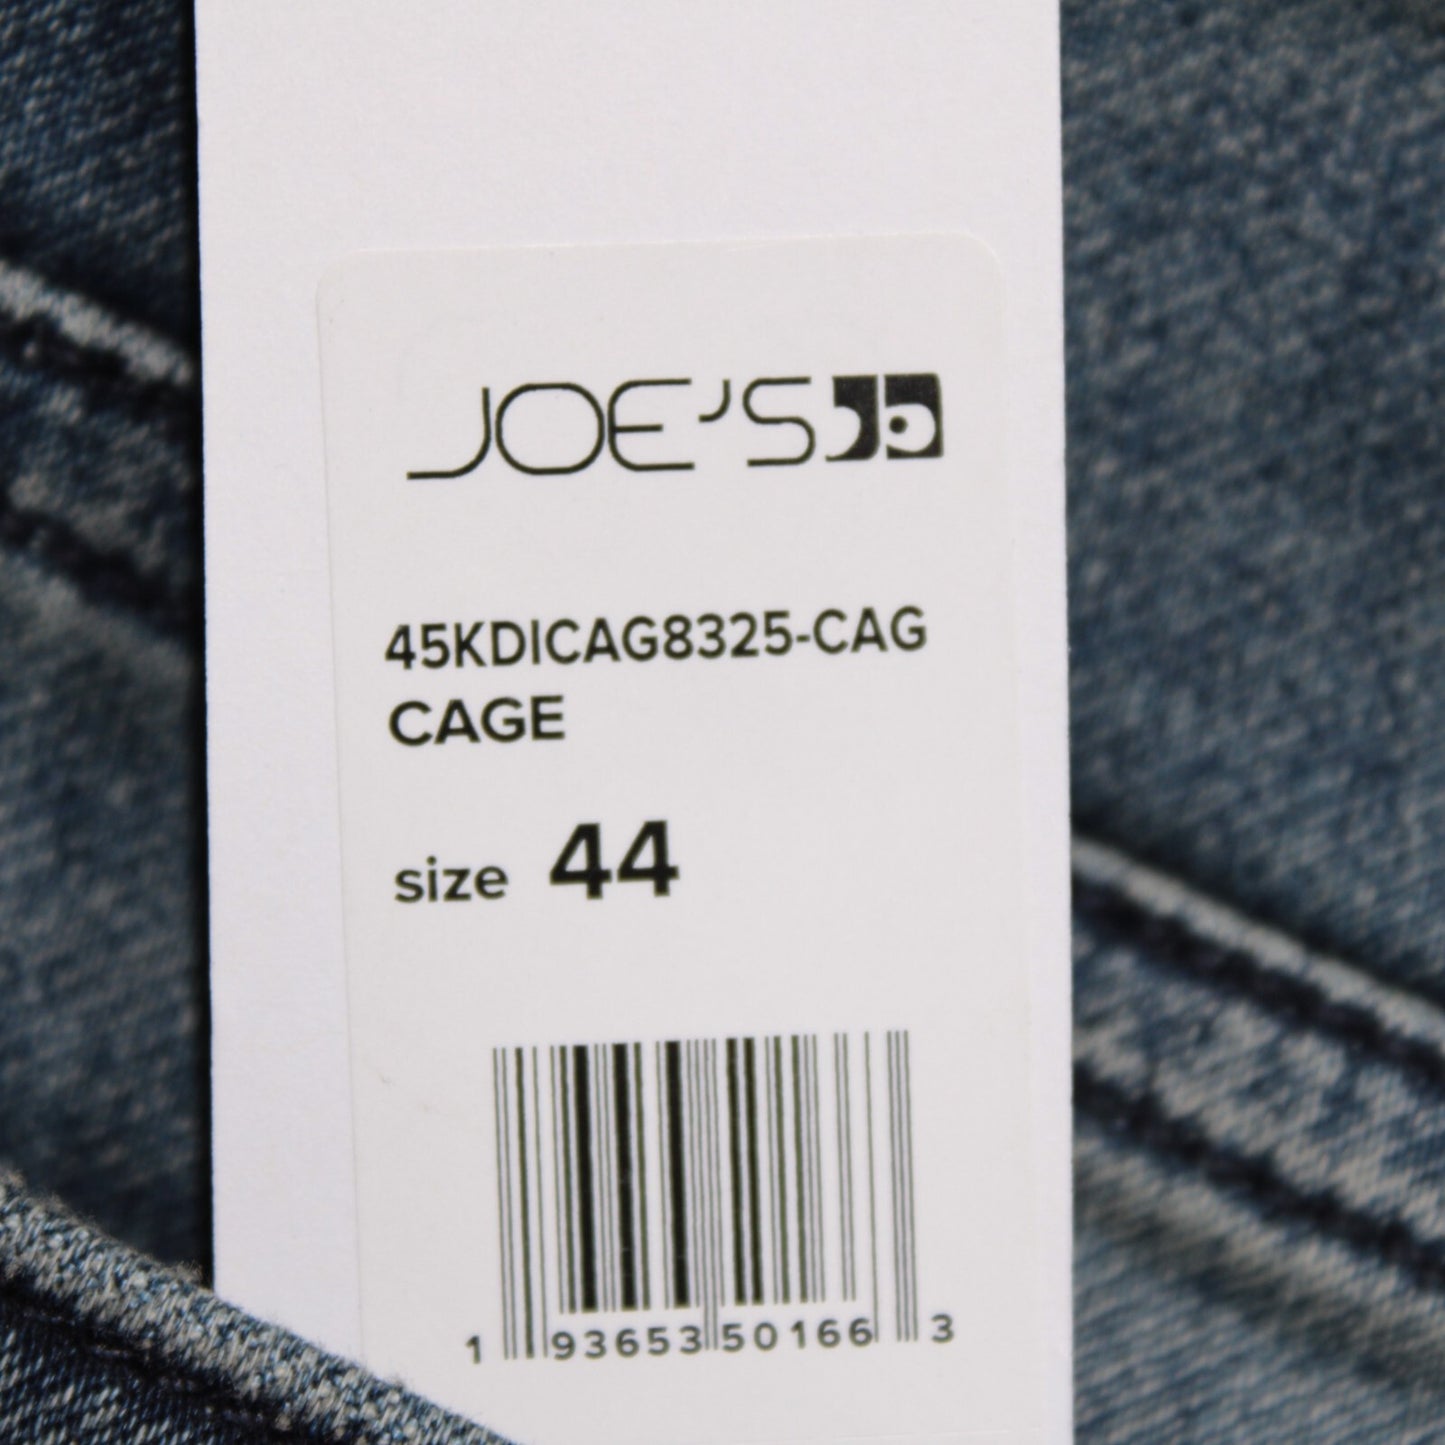 JOE'S
45KDICAG8325-CAG
CAGE
size 44
1 93653 50166 3